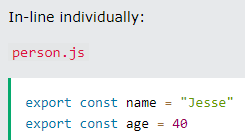 In-line individually:
person.js
export const name = "Jesse"
export const age = 40